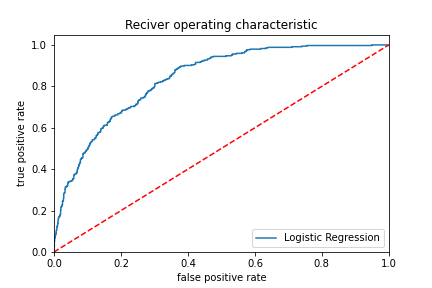 Reciver operating characteristic
true positive rate
1.0
0.8
0.6
0.4
0.2
0.0
Logistic Regression
0.0 0.2 0.4 0.6 0.8 1.0
false positive rate